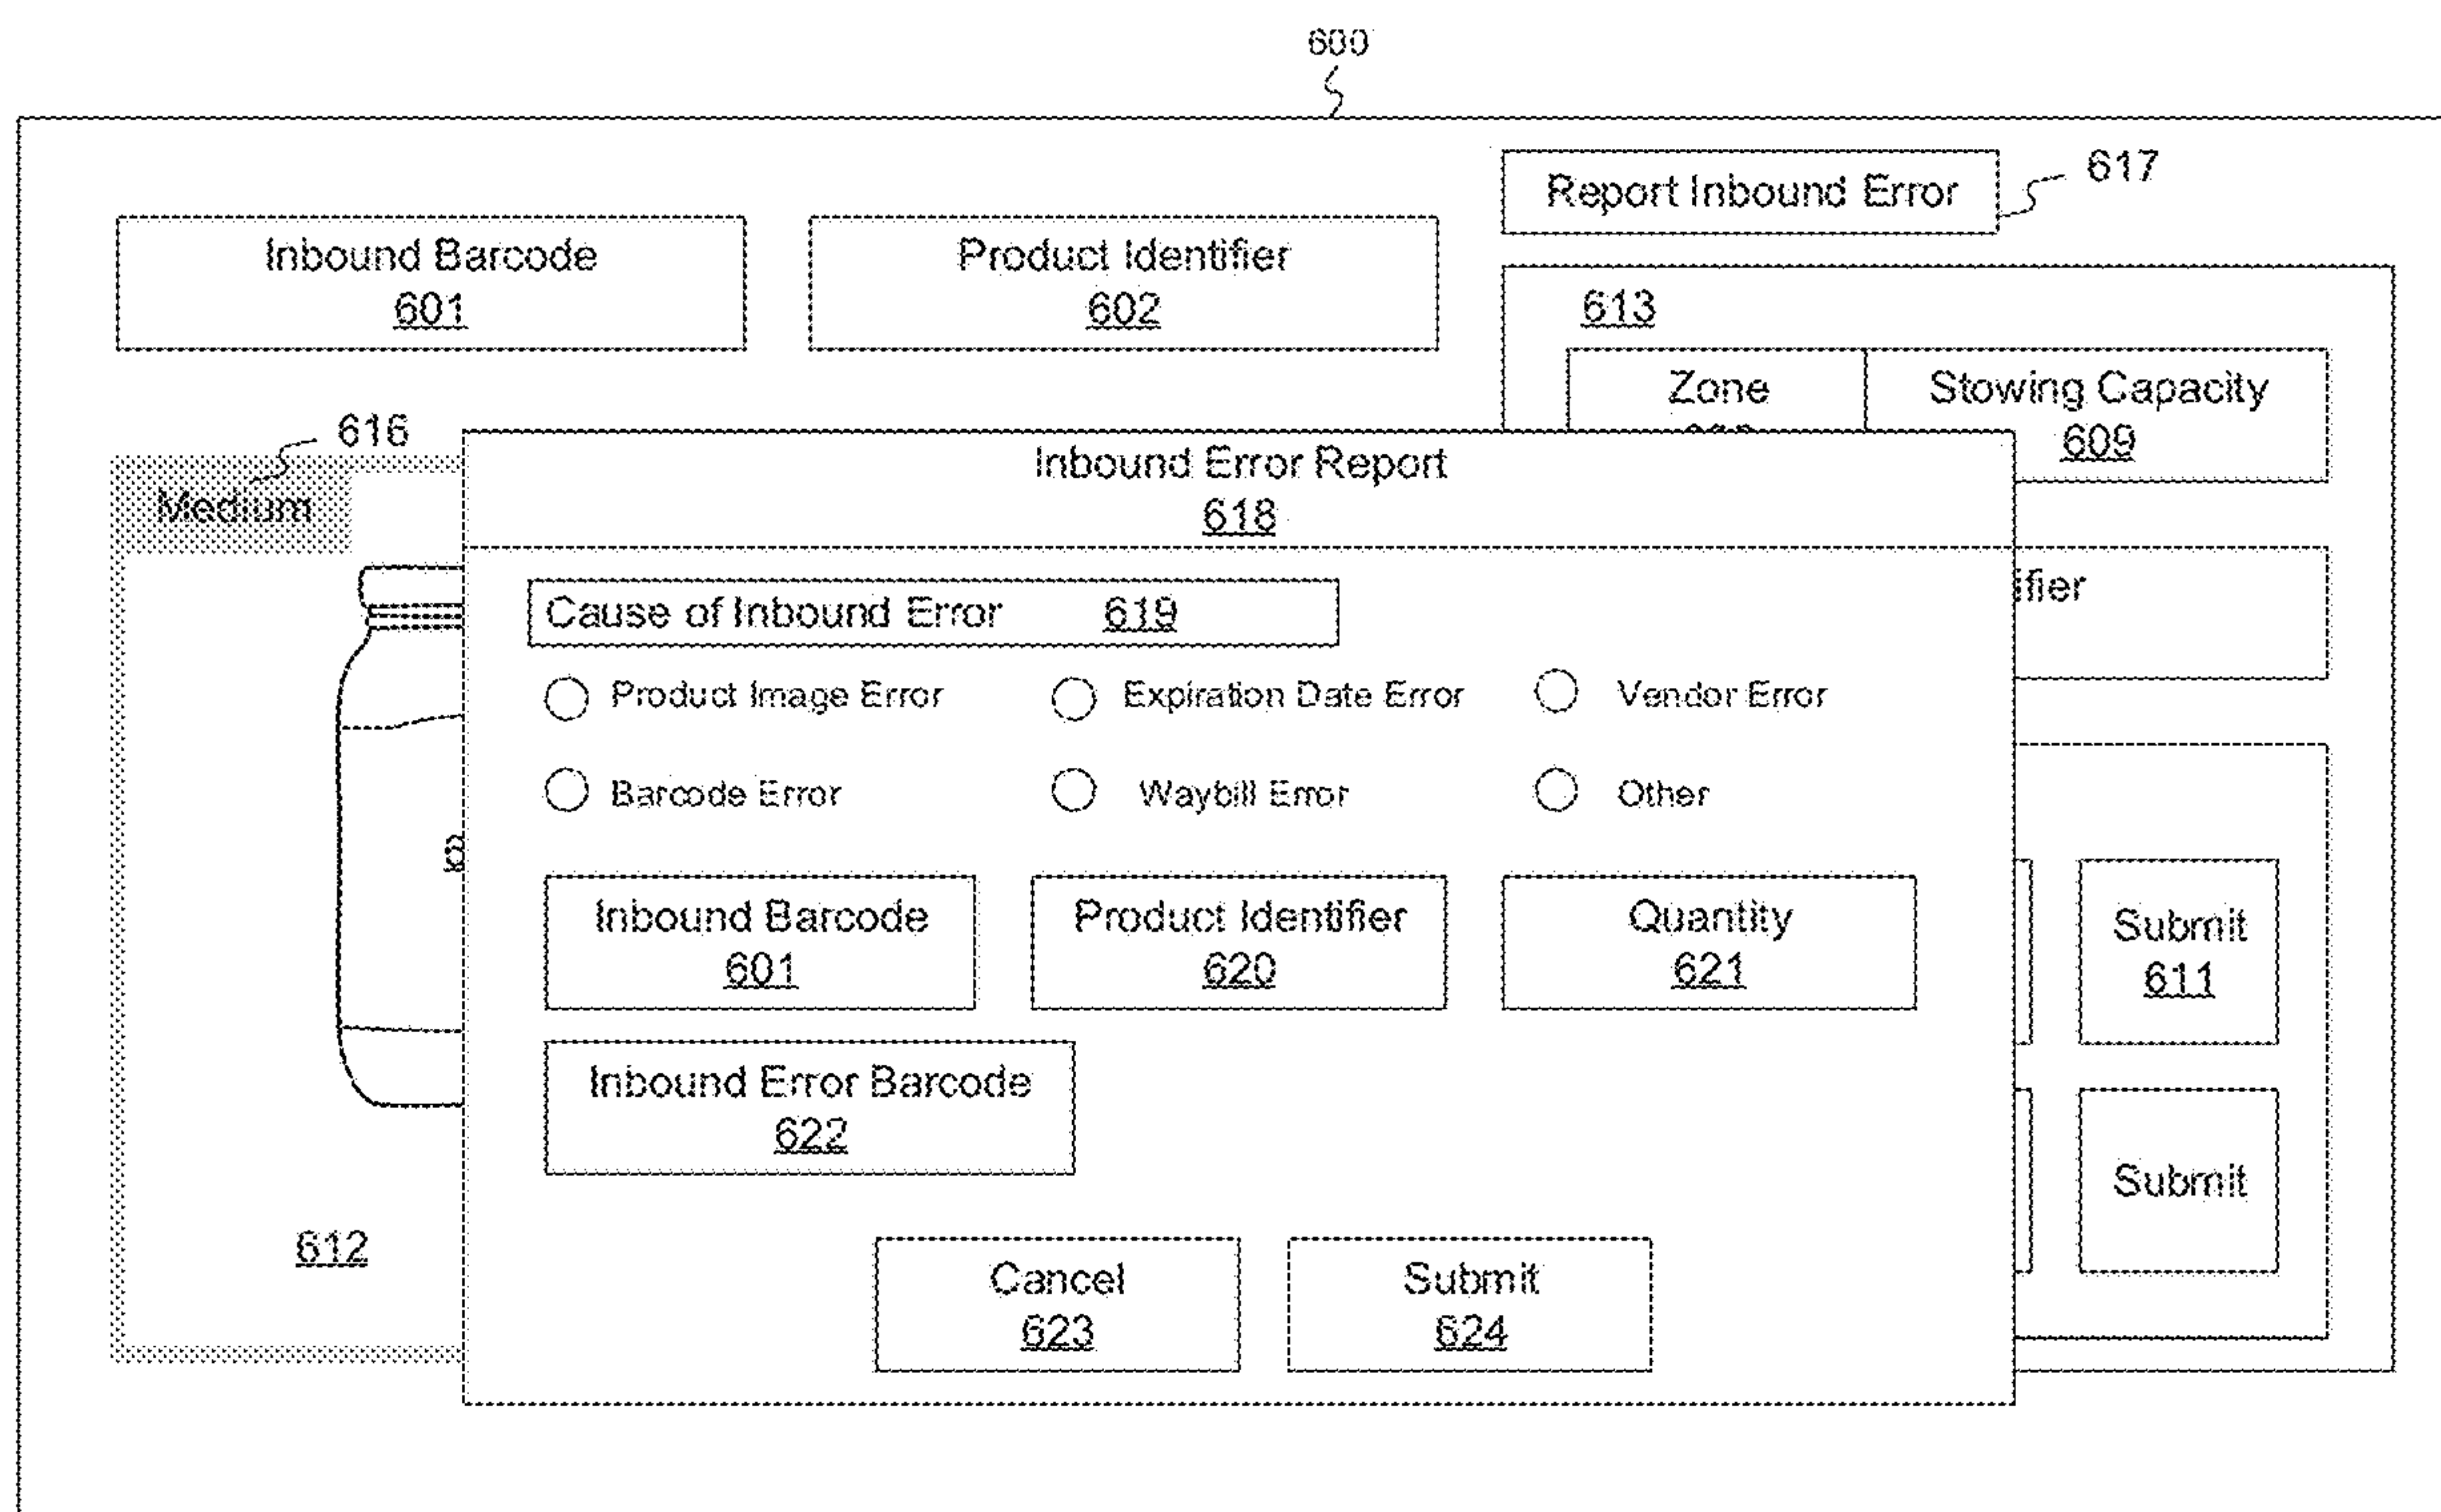 600
Report Inbound Error
617
Inbound Barcode
601
Product Identifier
602
613
Zone
Stowing Capacity
609
616
Medium
Inbound Error Report
618
Cause of Inbound Error 619
Product Image Error
Expiration Date Error
Vendor Error
Barcode Error
Waybill Error
Other
ifier
6
Inbound Barcode
601
Product Identifier
620
Quantity
621
Submit
611
Inbound Error Barcode
622
Submit
612
Cancel
623
Submit
624